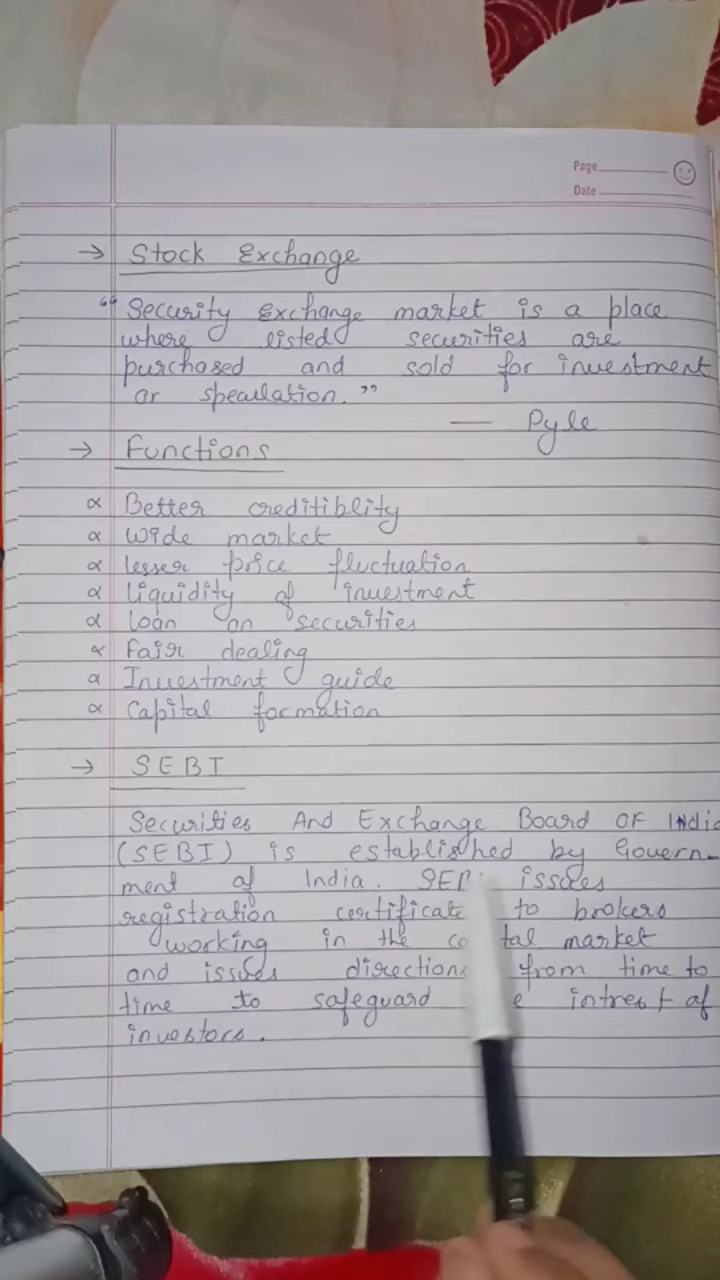 Page
Date
→ Stock Exchange
"Security Exchange market is a place
where listed securities are
purchased and sold for investment
or speculation."
— Pyle
→ Functions
∝ Better creditiblity
∝ wide market
∝ lesser price fluctuation
∝ liquidity of investment
∝ loan on securities
∝ Fair dealing
∝ Investment guide
∝ Capital formation
→ SEBI
Securities And Exchange Board OF India
(SEBI) is established by Govern-
ment of India. issues
registration certificate to brokers
working in the market
and issues direction from time to
time to safeguard intrest of
investors.